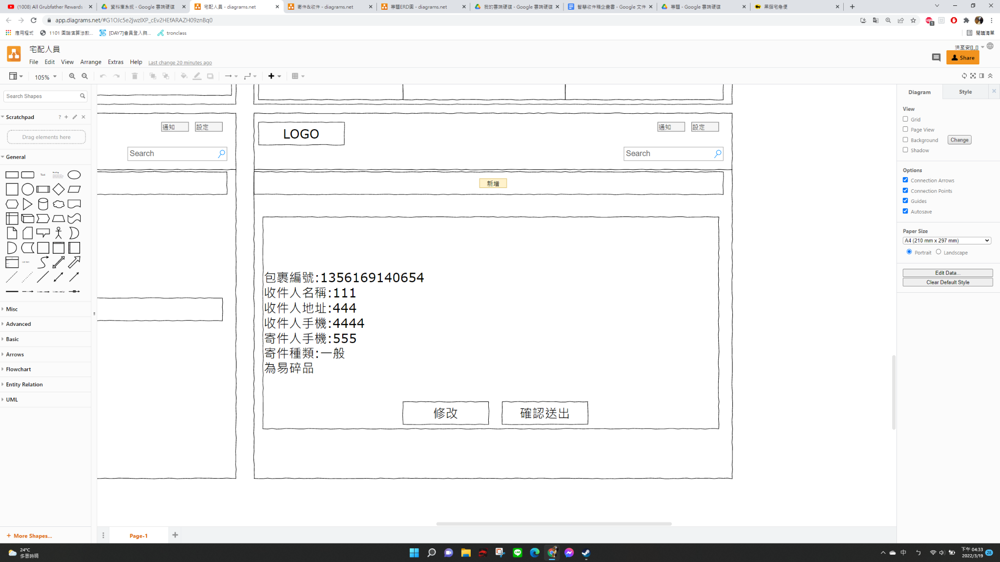 (1008) All Grubfather Rewards
資料庫系統 - Google 雲端硬碟
宅配人員 - diagrams.net
寄件&收件 - diagrams.net
專題ERD圖 - diagrams.net
我的雲端硬碟 - Google 雲端硬碟
智慧收件箱企畫書 - Google 文件
專題 - Google 雲端硬碟
黑貓宅急便
app.diagrams.net/#G1OJc5e2JwzIXP_cEv2HEfARAZH09znBq0
應用程式
1101 圖論演算法教...
[DAY7]會員登入與...
tronclass
閱讀清單
宅配人員
洪至安[]_[]
File Edit View Arrange Extras Help Last change 20 minutes ago
Share
105%
Search Shapes
Diagram
Style
Scratchpad
Drag elements here
General
Misc
Advanced
Basic
Arrows
Flowchart
Entity Relation
UML
+ More Shapes...
通知
設定
Search
LOGO
通知
設定
Search
新增
包裹編號:1356169140654
收件人名稱:111
收件人地址:444
收件人手機:4444
寄件人手機:555
寄件種類:一般
為易碎品
修改
確認送出
View
Grid
Page View
Background
Change
Shadow
Options
Connection Arrows
Connection Points
Guides
Autosave
Paper Size
A4 (210 mm x 297 mm)
Portrait
Landscape
Edit Data...
Clear Default Style
Page-1
24°C
多雲時晴
中
ㄅ
下午 04:33
2022/3/19
28